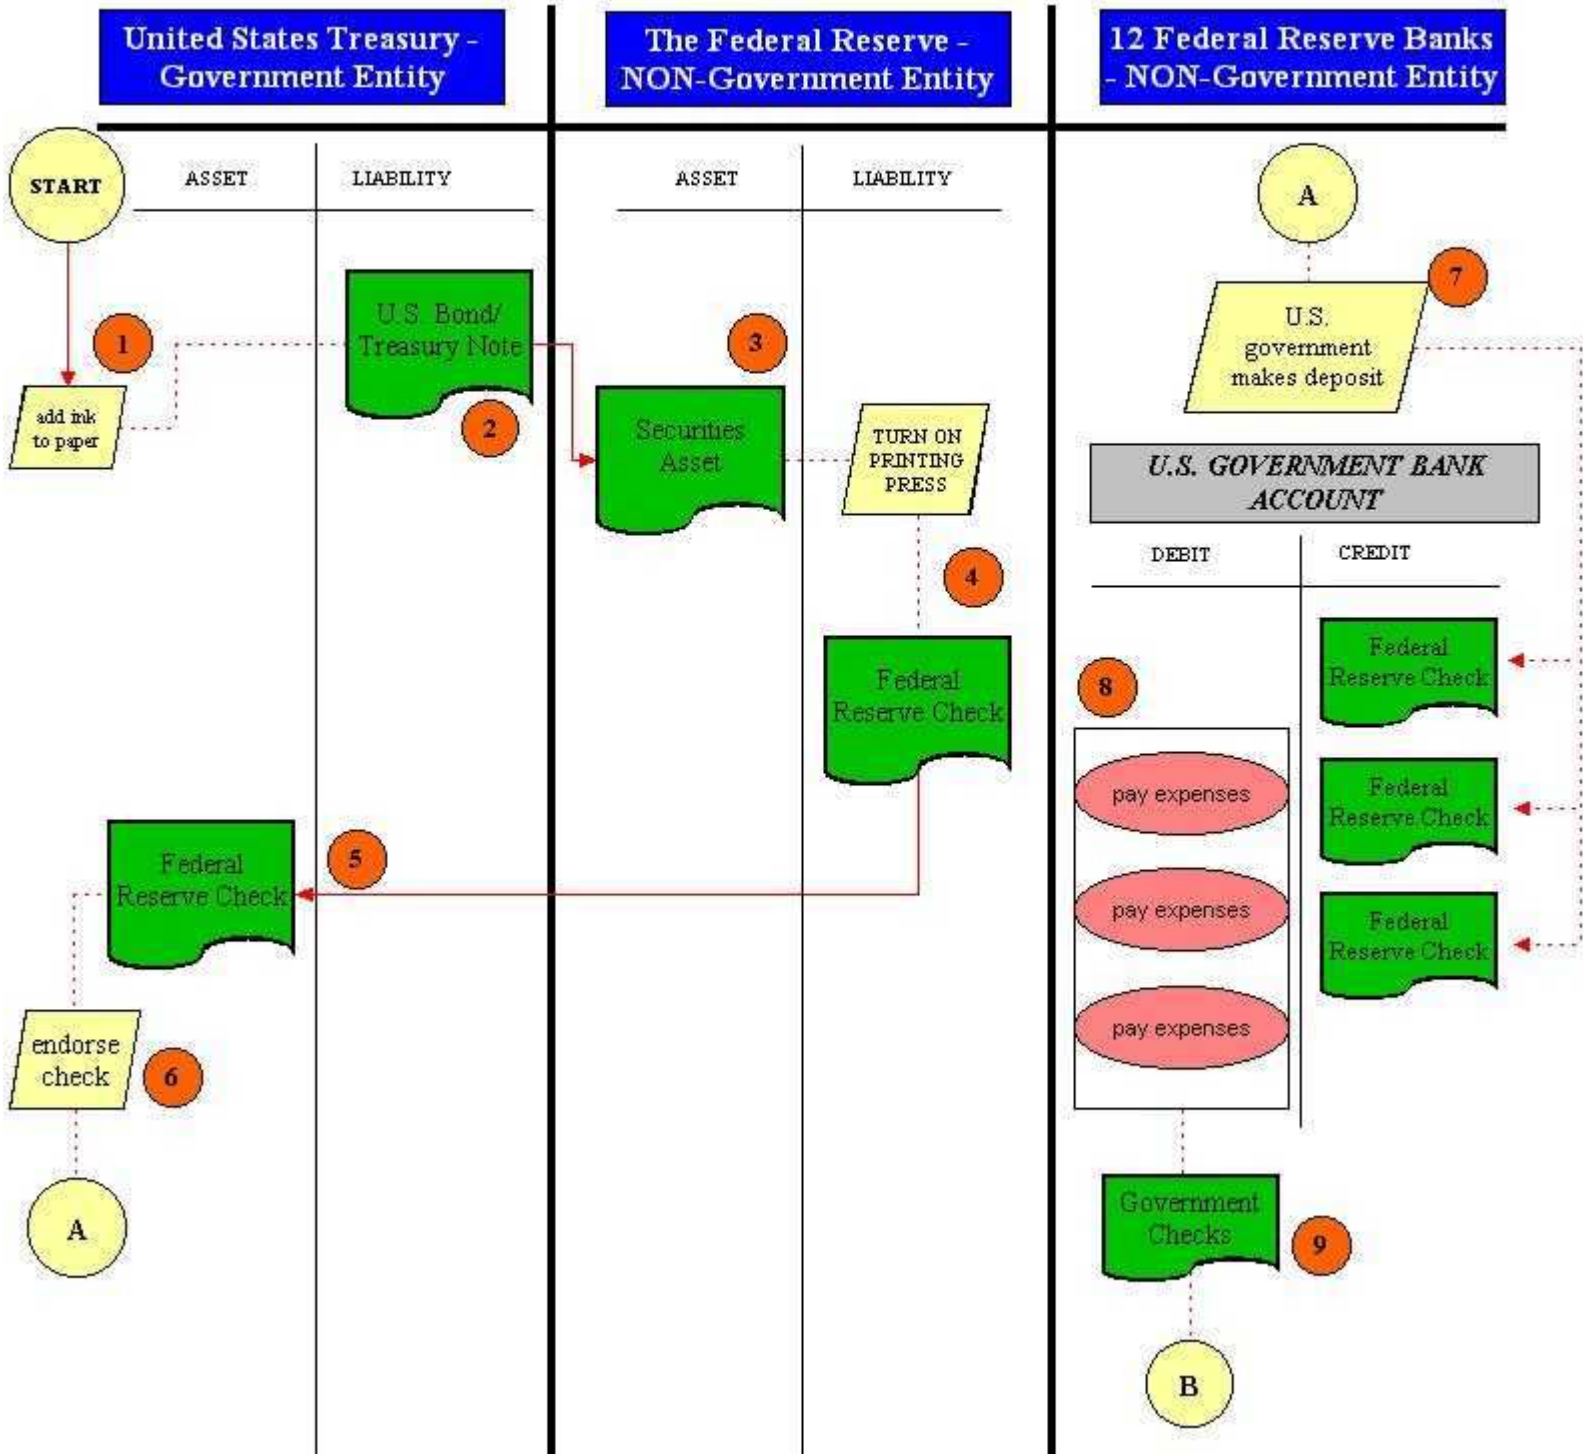 United States Treasury -
Government Entity
The Federal Reserve -
NON-Government Entity
12 Federal Reserve Banks
- NON-Government Entity
START
ASSET
LIABILITY
ASSET
LIABILITY
A
1
add ink
to paper
U.S. Bond/
Treasury Note
2
3
Securities
Asset
TURN ON
PRINTING
PRESS
4
Federal
Reserve Check
5
Federal
Reserve Check
endorse
check
6
A
7
U.S.
government
makes deposit
U.S. GOVERNMENT BANK
ACCOUNT
DEBIT
CREDIT
8
pay expenses
pay expenses
pay expenses
Federal
Reserve Check
Federal
Reserve Check
Federal
Reserve Check
Government
Checks
9
B